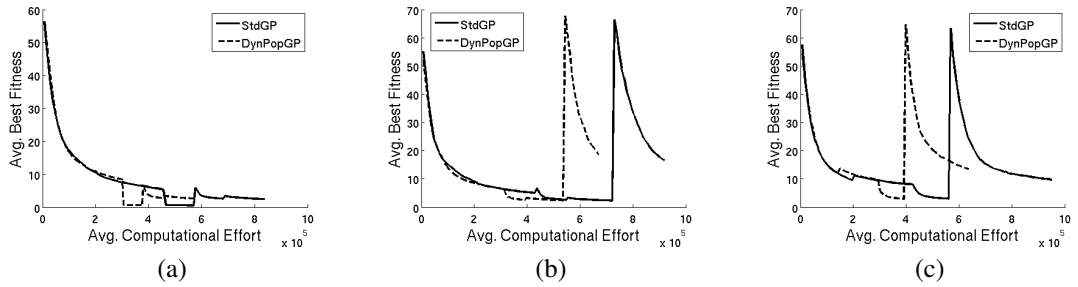 60
50
40
30
20
10
0
Avg. Best Fitness
StdGP
DynPopGP
0 2 4 6 8 10
Avg. Computational Effort
x 10^5
(a)
70
60
50
40
30
20
10
0
Avg. Best Fitness
StdGP
DynPopGP
0 2 4 6 8 10
Avg. Computational Effort
x 10^5
(b)
70
60
50
40
30
20
10
0
Avg. Best Fitness
StdGP
DynPopGP
0 2 4 6 8 10
Avg. Computational Effort
x 10^5
(c)